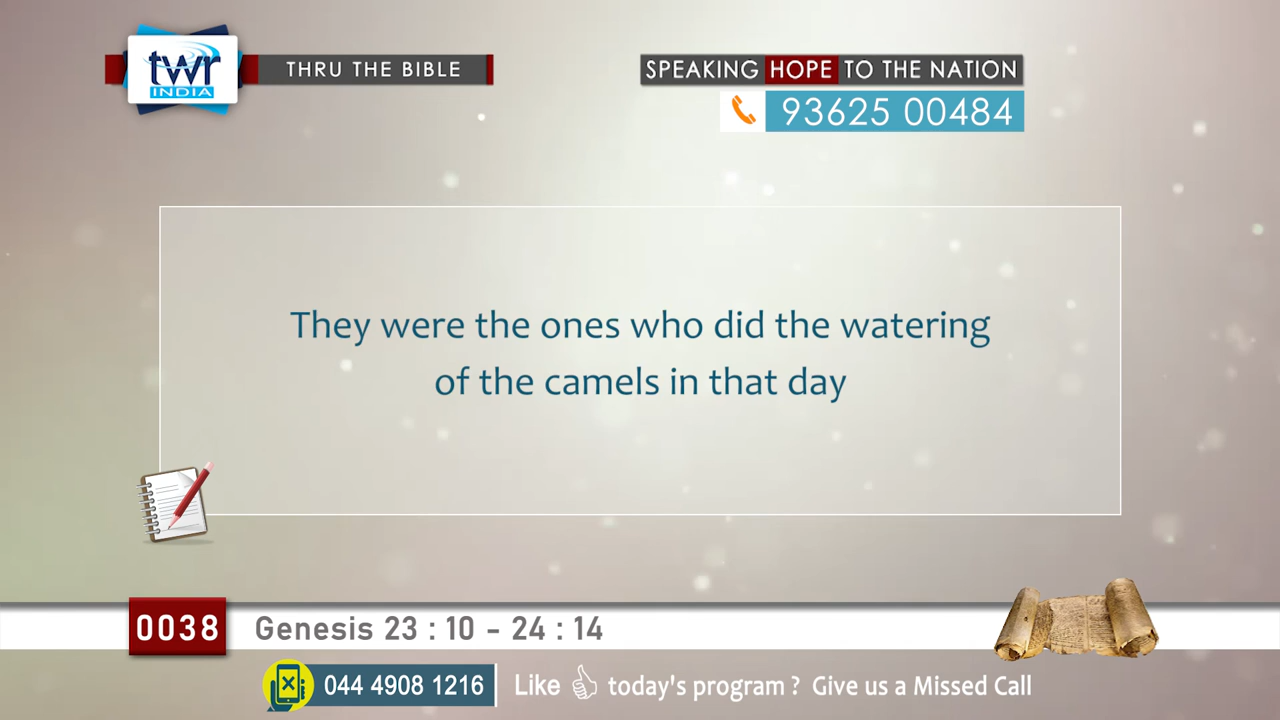 twr
INDIA
THRU THE BIBLE
SPEAKING HOPE TO THE NATION
93625 00484
They were the ones who did the watering
of the camels in that day
0038
Genesis 23 : 10 - 24 : 14
044 4908 1216
Like today's program ? Give us a Missed Call